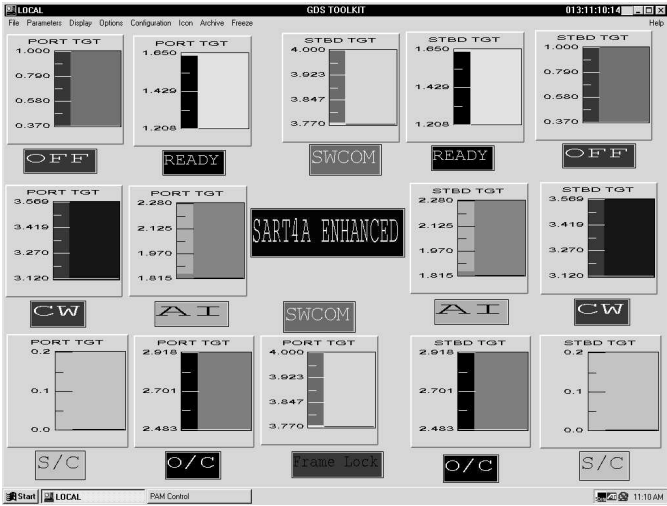 LOCAL GDS TOOLKIT 013:11:10:14
File Parameters Display Options Configuration Icon Archive Freeze Help
PORT TGT
1.000
0.790
0.580
0.370
OFF
PORT TGT
1.650
1.429
1.208
READY
STBD TGT
4.000
3.923
3.847
3.770
SWCOM
STBD TGT
1.650
1.429
1.208
READY
STBD TGT
1.000
0.790
0.580
0.370
OFF
PORT TGT
3.569
3.419
3.270
3.120
CW
PORT TGT
2.280
2.125
1.970
1.815
AI
SART4A ENHANCED
STBD TGT
2.280
2.125
1.970
1.815
AI
STBD TGT
3.569
3.419
3.270
3.120
CW
PORT TGT
0.2
0.1
0.0
S/C
PORT TGT
2.918
2.701
2.483
O/C
SWCOM
PORT TGT
4.000
3.923
3.847
3.770
Frame Lock
STBD TGT
2.918
2.701
2.483
O/C
STBD TGT
0.2
0.1
0.0
S/C
Start LOCAL PAM Control 11:10 AM